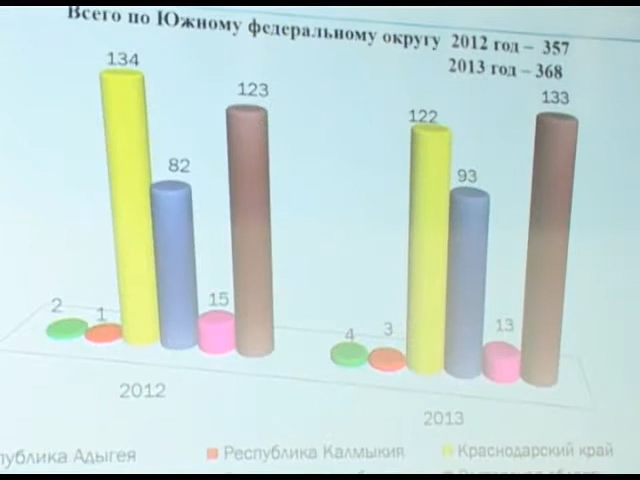 Всего по Южному федеральному округу 2012 год – 357
2013 год – 368
134
123
82
2
1
15
2012
122
133
93
4
3
13
2013
Адыгея
Республика Калмыкия
Краснодарский край